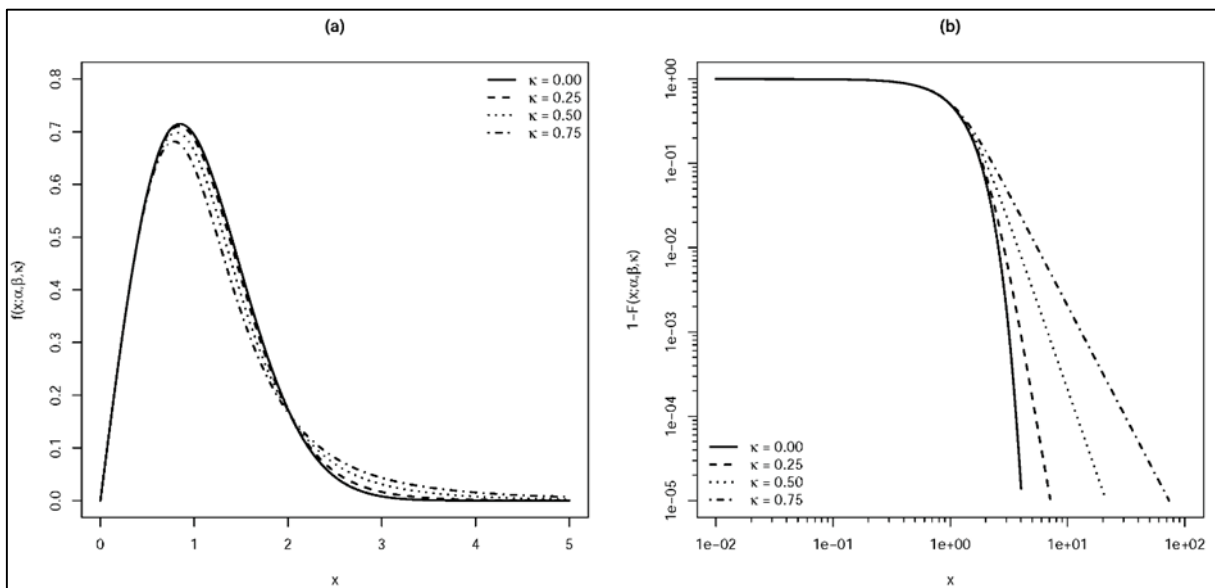 (a)
κ = 0.00
κ = 0.25
κ = 0.50
κ = 0.75
f(x;α,β,κ)
0.8
0.7
0.6
0.5
0.4
0.3
0.2
0.1
0.0
0 1 2 3 4 5
x
(b)
1−F(x;α,β,κ)
1e+00
1e−01
1e−02
1e−03
1e−04
1e−05
κ = 0.00
κ = 0.25
κ = 0.50
κ = 0.75
1e−02 1e−01 1e+00 1e+01 1e+02
x